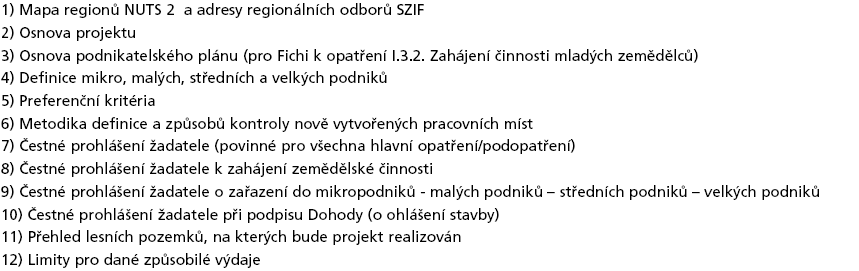 1) Mapa regionů NUTS 2  a adresy regionálních odborů SZIF
2) Osnova projektu
3) Osnova podnikatelského plánu (pro Fichi k opatření I.3.2. Zahájení činnosti mladých zemědělců)
4) Definice mikro, malých, středních a velkých podniků
5) Preferenční kritéria
6) Metodika definice a způsobů kontroly nově vytvořených pracovních míst
7) Čestné prohlášení žadatele (povinné pro všechna hlavní opatření/podopatření)
8) Čestné prohlášení žadatele k zahájení zemědělské činnosti
9) Čestné prohlášení žadatele o zařazení do mikropodniků - malých podniků – středních podniků – velkých podniků
10) Čestné prohlášení žadatele při podpisu Dohody (o ohlášení stavby)
11) Přehled lesních pozemků, na kterých bude projekt realizován
12) Limity pro dané způsobilé výdaje